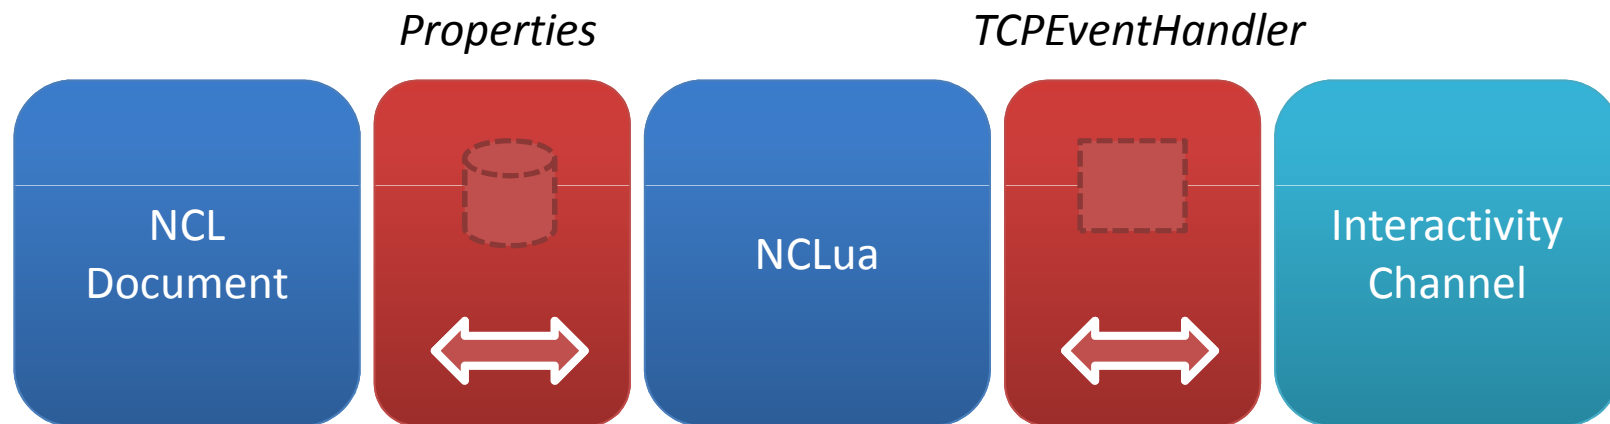 Properties
TCPEventHandler
NCL
Document
NCLua
Interactivity
Channel